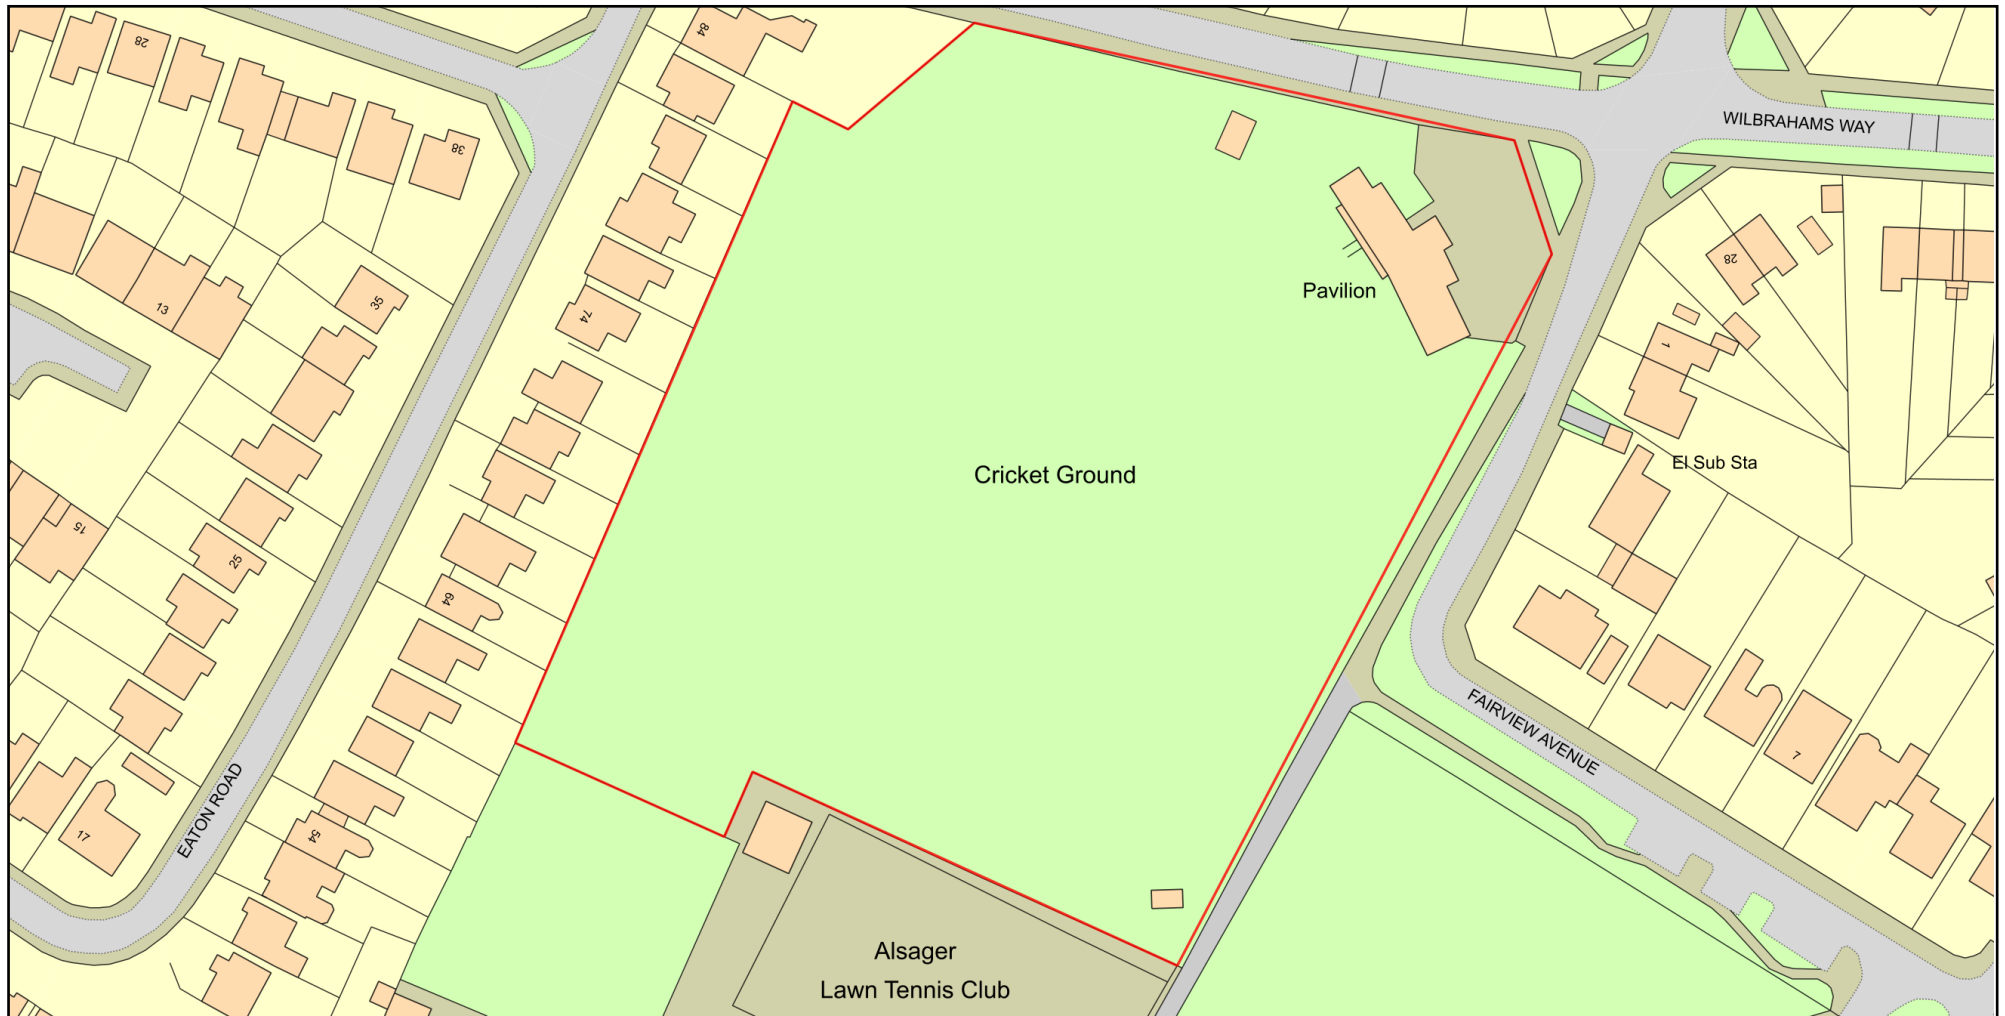 84
28
WILBRAHAMS WAY
38
28
Pavilion
35
13
74
1
El Sub Sta
Cricket Ground
15
25
64
FAIRVIEW AVENUE
7
EATON ROAD
17
54
Alsager
Lawn Tennis Club